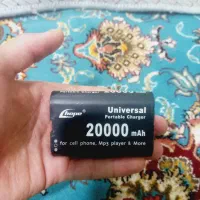 Universal
Portable Charger
20000 mAh
for cell phone, Mp3 player & More